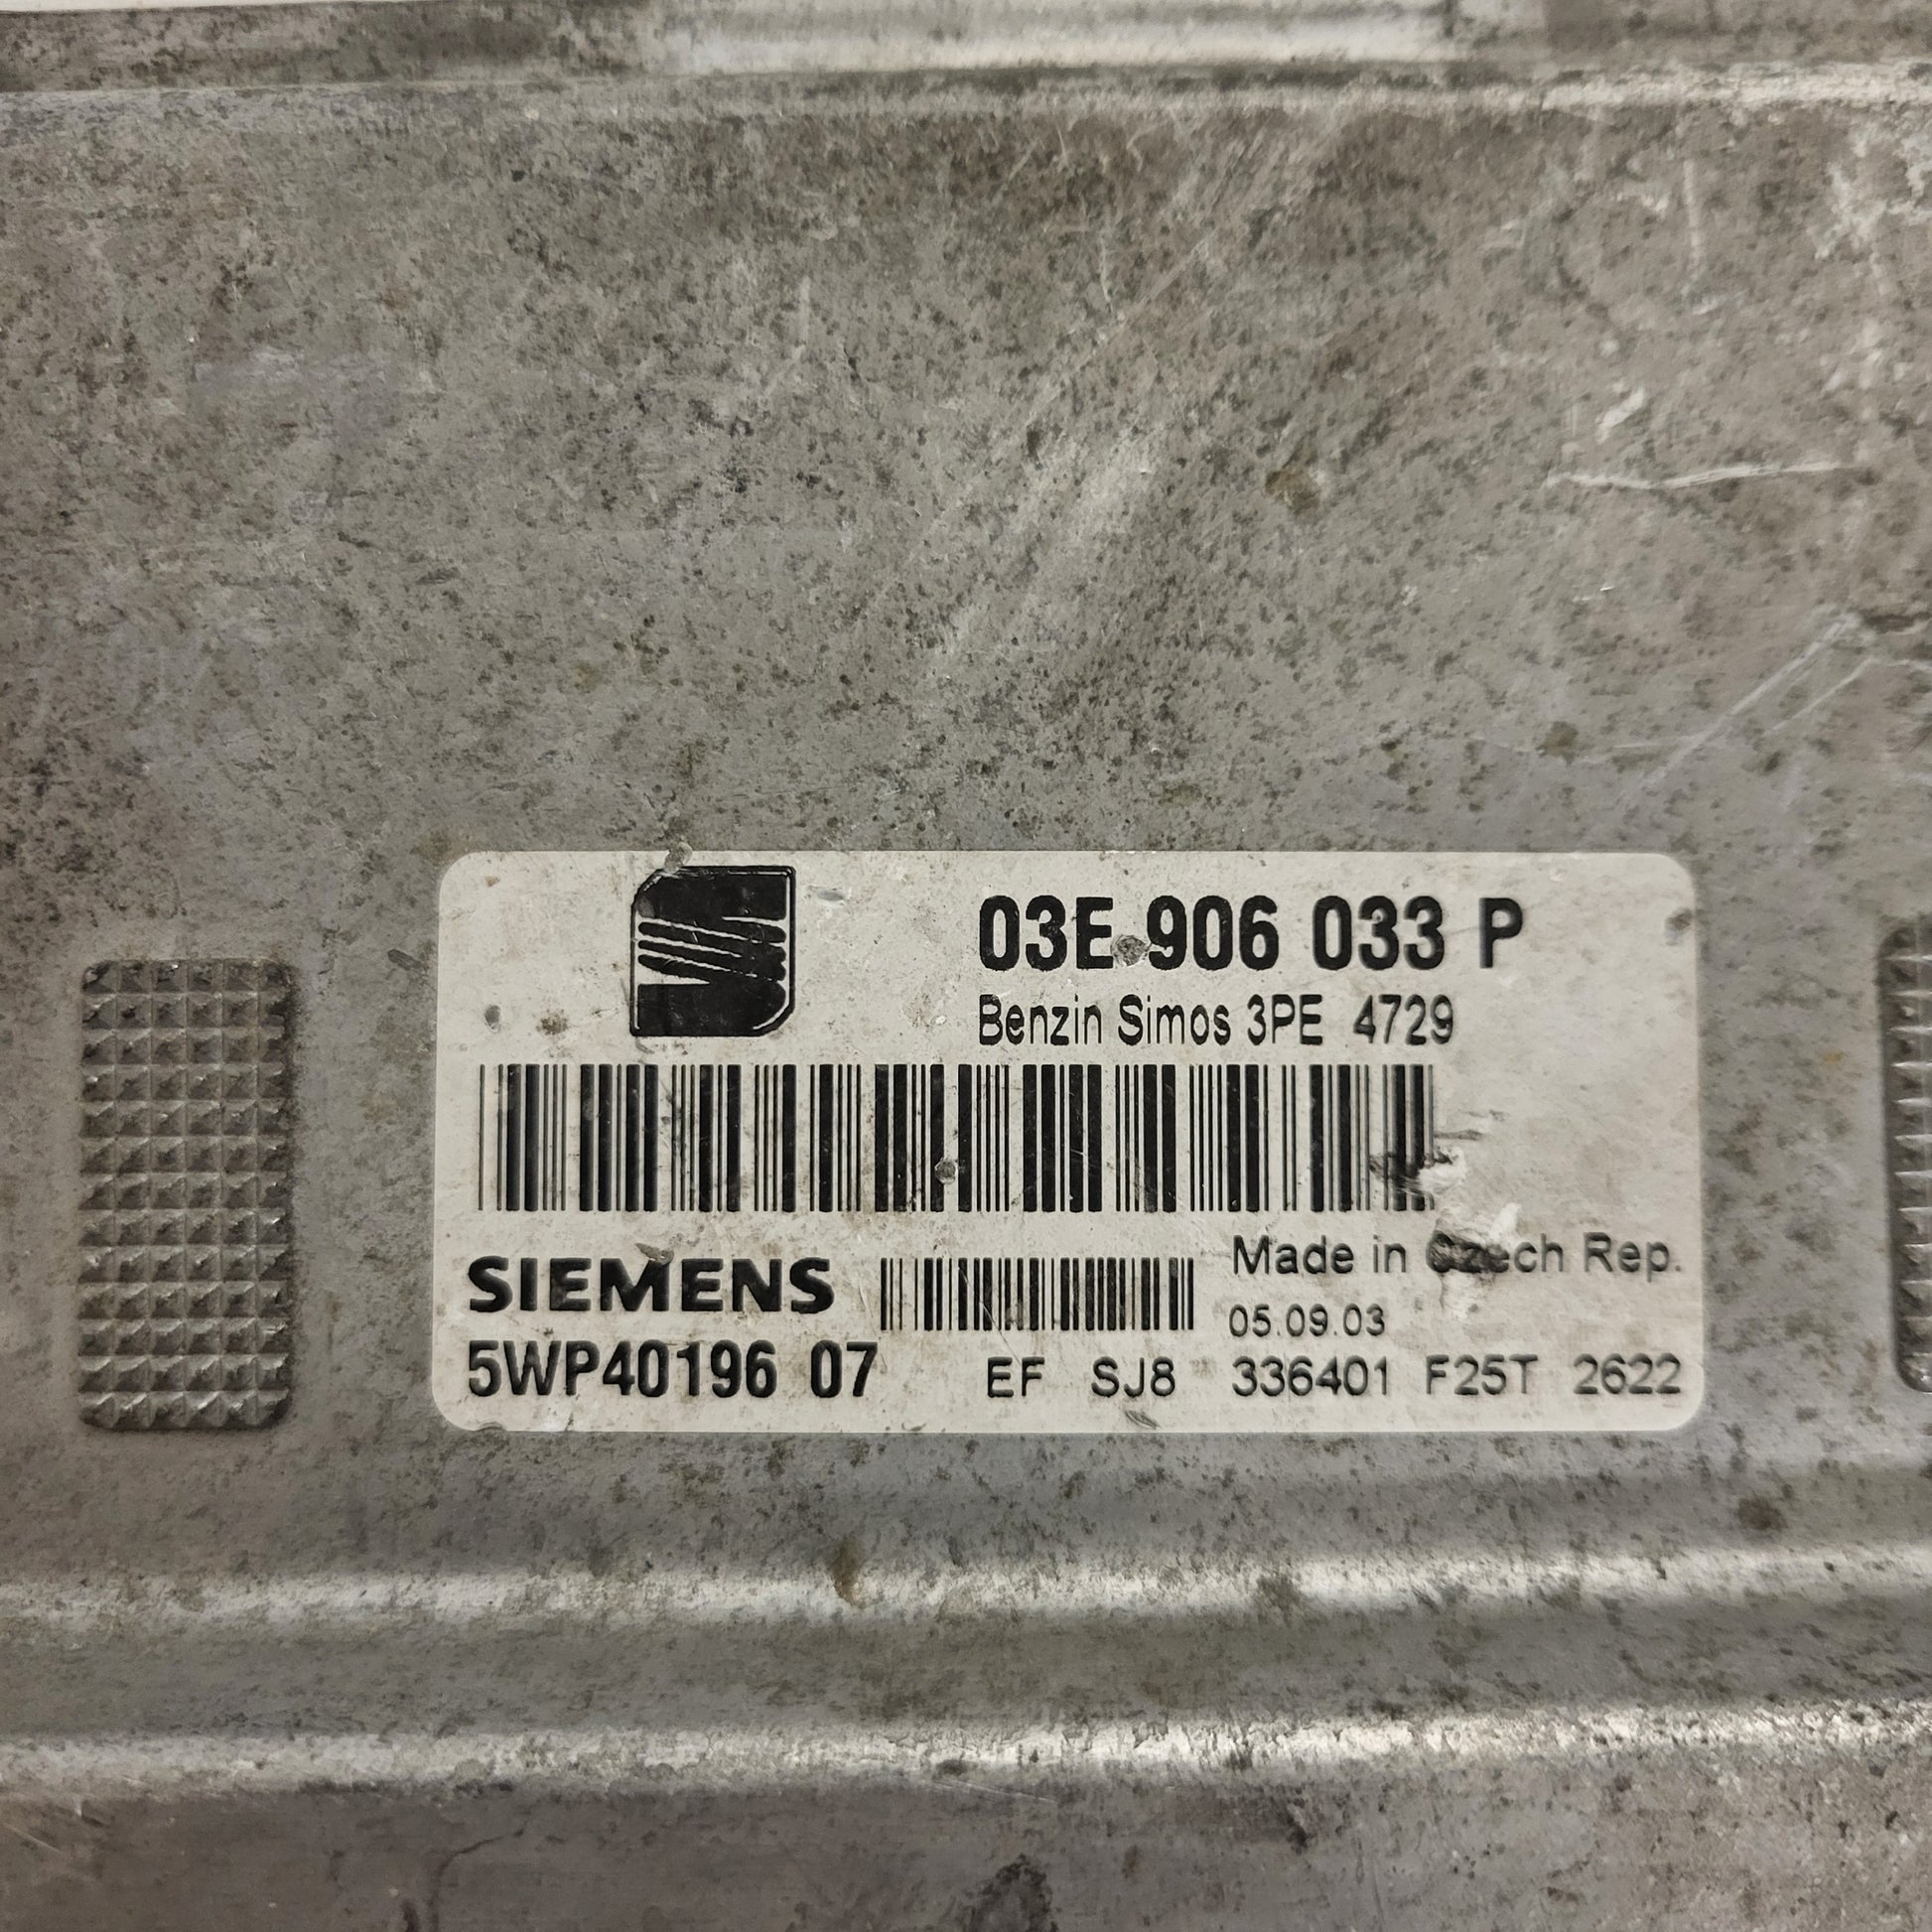 03E 906 033 P
Benzin Simos 3PE 4729
SIEMENS
Made in Czech Rep.
05.09.03
5WP40196 07 EF SJ8 336401 F25T 2622